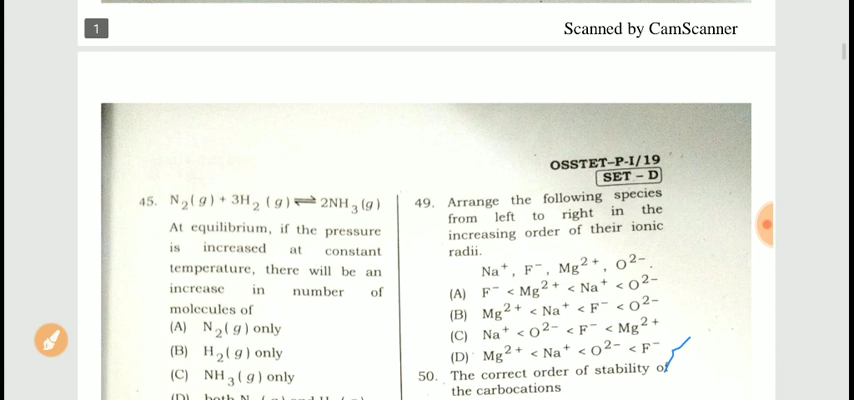 1
Scanned by CamScanner
OSSTET–P-I/19
SET – D
45. N₂(g) + 3H₂ (g) ⇌ 2NH₃(g)
At equilibrium, if the pressure
is increased at constant
temperature, there will be an
increase in number of
molecules of
(A) N₂(g) only
(B) H₂(g) only
(C) NH₃(g) only
49. Arrange the following species
from left to right in the
increasing order of their ionic
radii.
Na⁺, F⁻, Mg²⁺, O²⁻.
(A) F⁻ < Mg²⁺ < Na⁺ < O²⁻
(B) Mg²⁺ < Na⁺ < F⁻ < O²⁻
(C) Na⁺ < O²⁻ < F⁻ < Mg²⁺
(D) Mg²⁺ < Na⁺ < O²⁻ < F⁻
50. The correct order of stability of
the carbocations